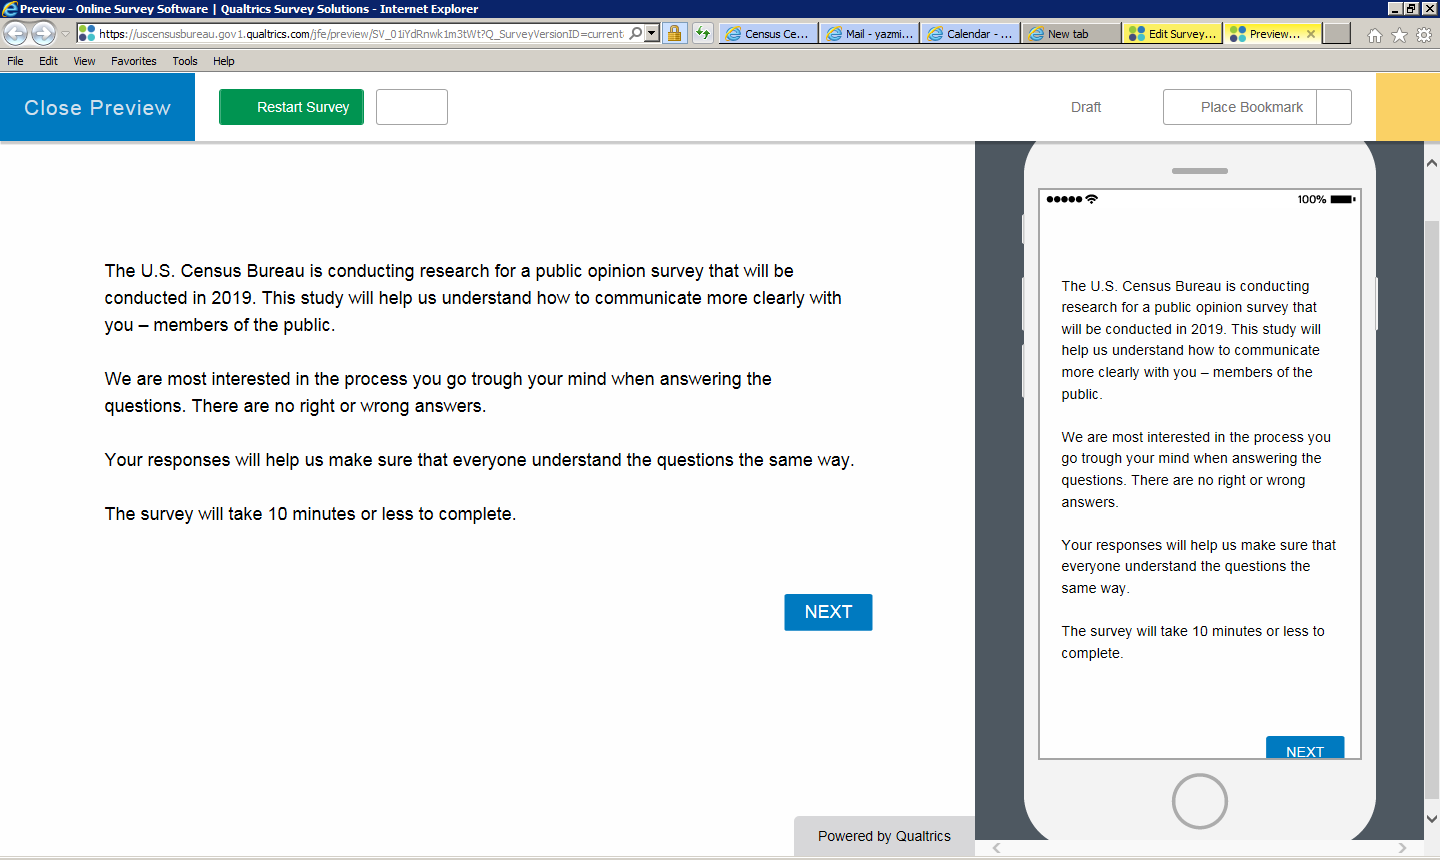 Preview - Online Survey Software | Qualtrics Survey Solutions - Internet Explorer
https://uscensusbureau.gov1.qualtrics.com/jfe/preview/SV_01iYdRnwk1m3tWt?Q_SurveyVersionID=current
Census Ce...
Mail - yazmi...
Calendar - ...
New tab
Edit Survey...
Preview...
File Edit View Favorites Tools Help
Close Preview
Restart Survey
Draft
Place Bookmark
The U.S. Census Bureau is conducting research for a public opinion survey that will be
conducted in 2019. This study will help us understand how to communicate more clearly with
you – members of the public.
We are most interested in the process you go trough your mind when answering the
questions. There are no right or wrong answers.
Your responses will help us make sure that everyone understand the questions the same way.
The survey will take 10 minutes or less to complete.
NEXT
Powered by Qualtrics
100%
The U.S. Census Bureau is conducting
research for a public opinion survey that
will be conducted in 2019. This study will
help us understand how to communicate
more clearly with you – members of the
public.
We are most interested in the process you
go trough your mind when answering the
questions. There are no right or wrong
answers.
Your responses will help us make sure that
everyone understand the questions the
same way.
The survey will take 10 minutes or less to
complete.
NEXT